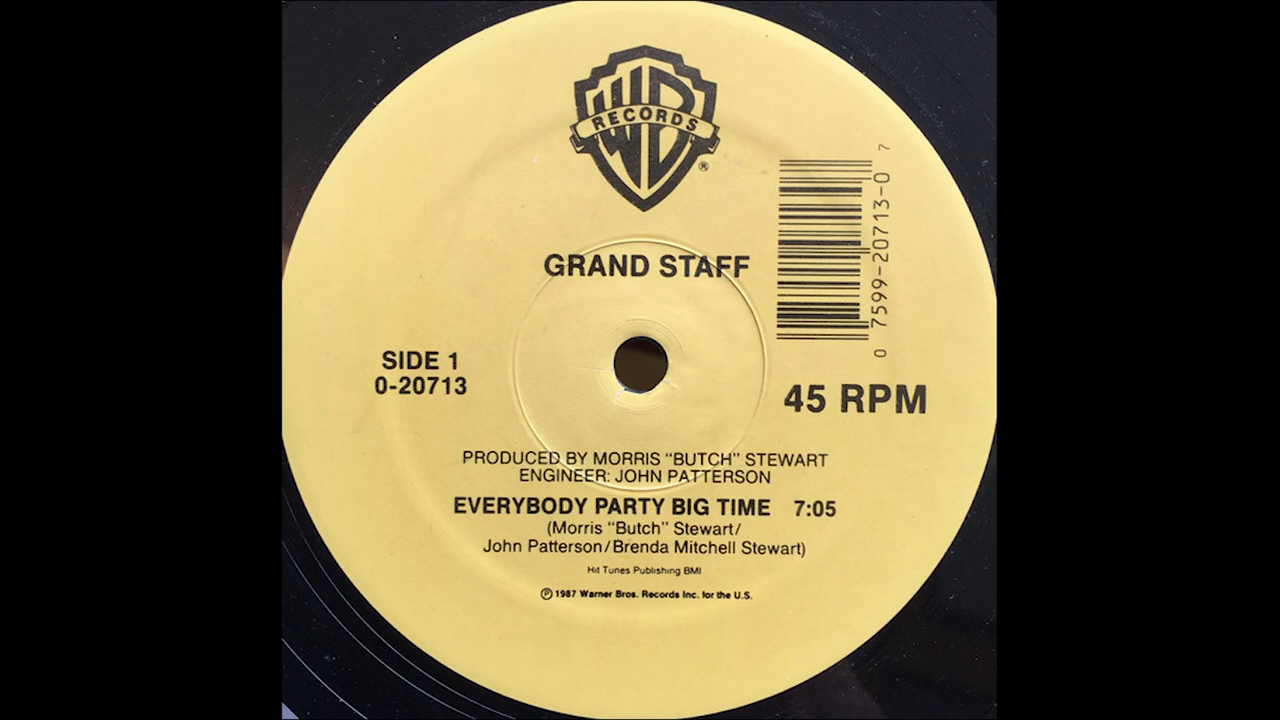 WB
RECORDS
®
GRAND STAFF
0 75992-0713-0 7
SIDE 1
0-20713
45 RPM
PRODUCED BY MORRIS "BUTCH" STEWART
ENGINEER: JOHN PATTERSON
EVERYBODY PARTY BIG TIME 7:05
(Morris "Butch" Stewart/
John Patterson/Brenda Mitchell Stewart)
Hit Tunes Publishing BMI
℗ 1987 Warner Bros. Records Inc. for the U.S.